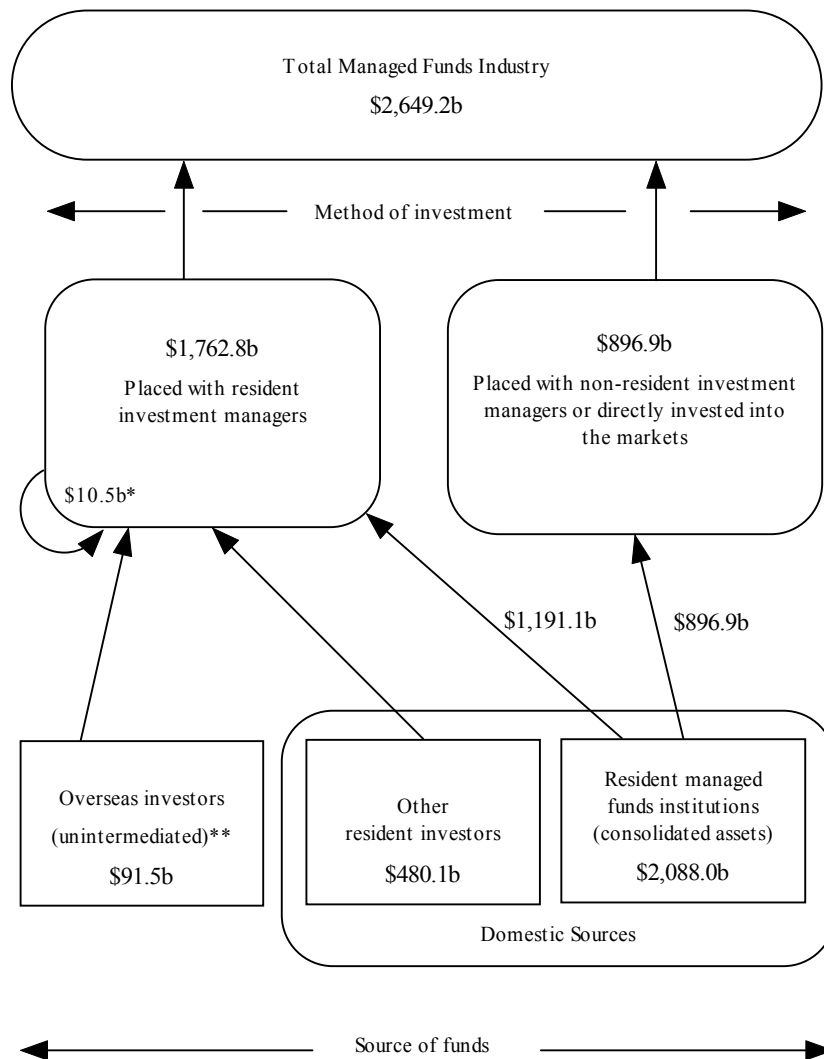 Total Managed Funds Industry
$2,649.2b
Method of investment
$1,762.8b
Placed with resident
investment managers
$896.9b
Placed with non-resident investment
managers or directly invested into
the markets
$10.5b*
$1,191.1b
$896.9b
Overseas investors
(unintermediated)**
$91.5b
Other
resident investors
$480.1b
Resident managed
funds institutions
(consolidated assets)
$2,088.0b
Domestic Sources
Source of funds